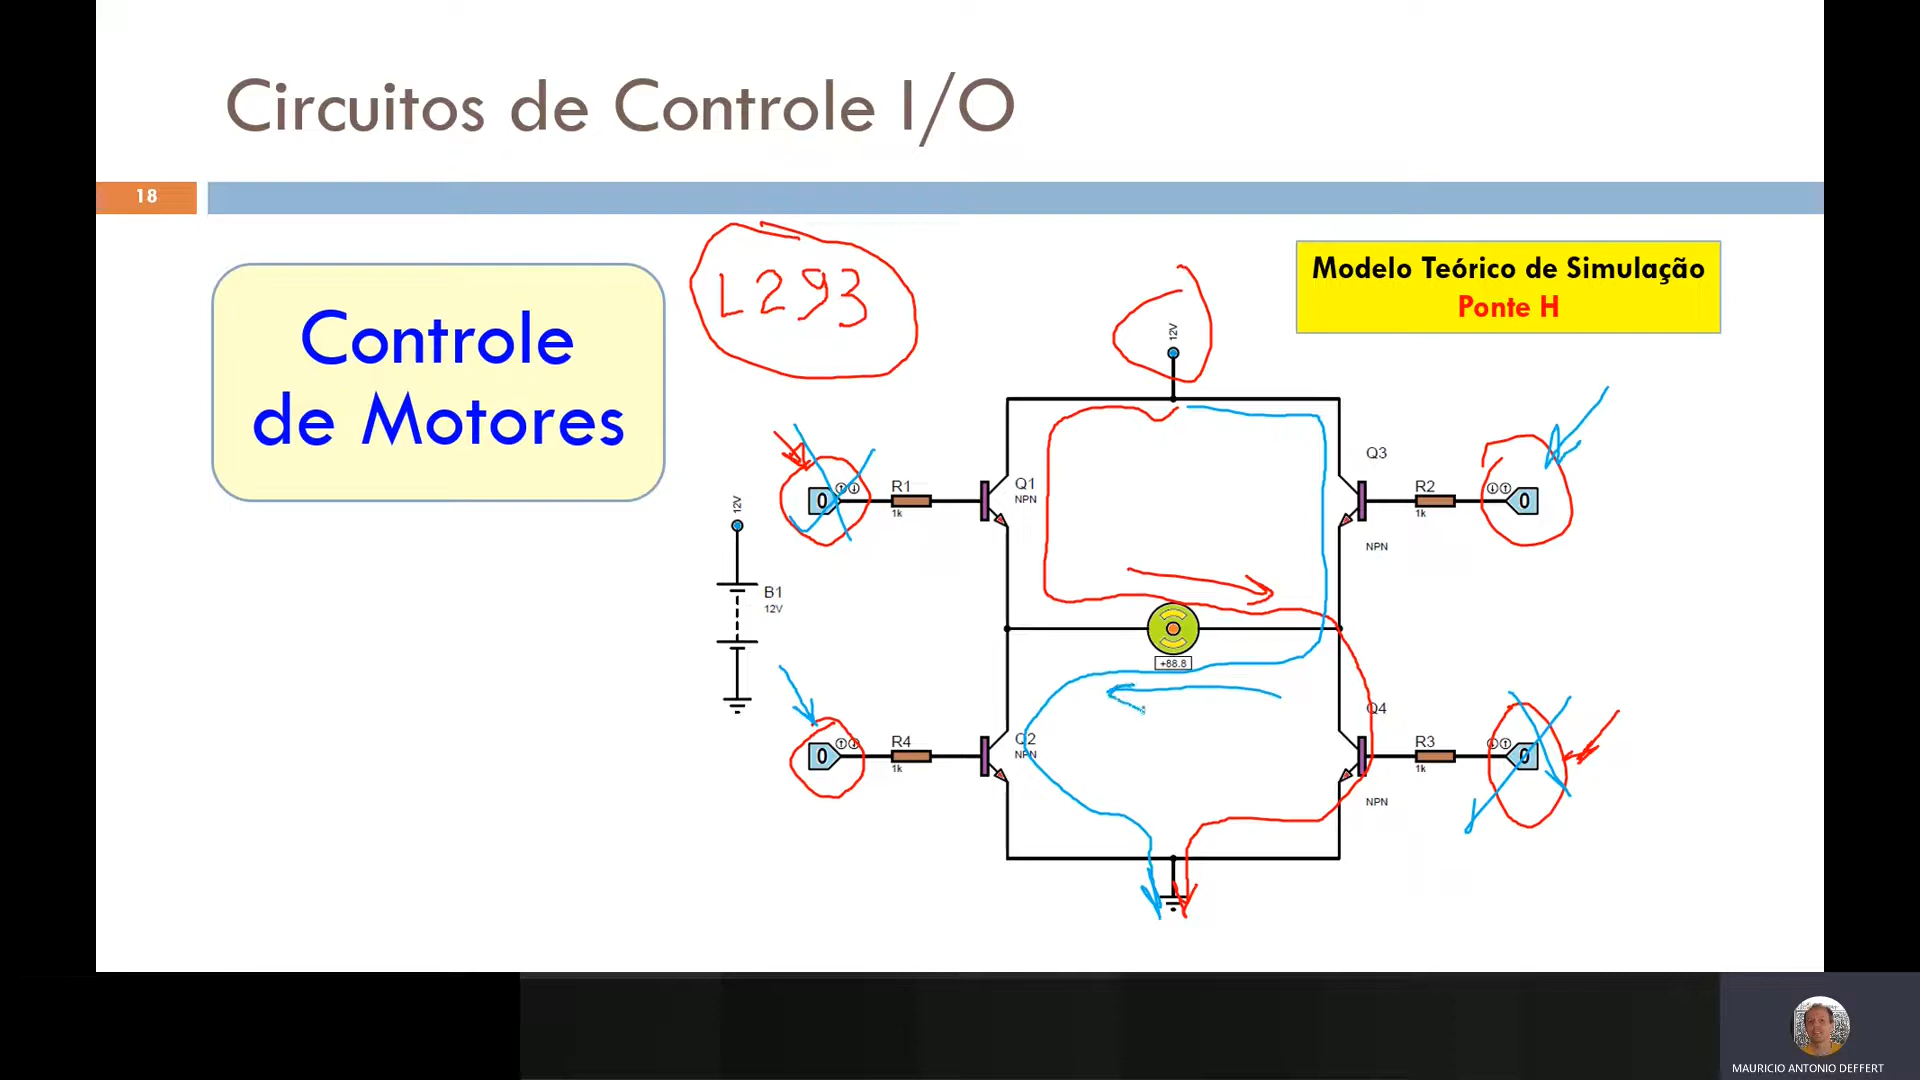 Circuitos de Controle I/O
18
Controle
de Motores
L293
Modelo Teórico de Simulação
Ponte H
12V
Q3
0
R1
1k
Q1
NPN
R2
1k
0
12V
NPN
B1
12V
+88.8
Q4
0
R4
1k
Q2
NPN
R3
1k
0
NPN
MAURICIO ANTONIO DEFFERT